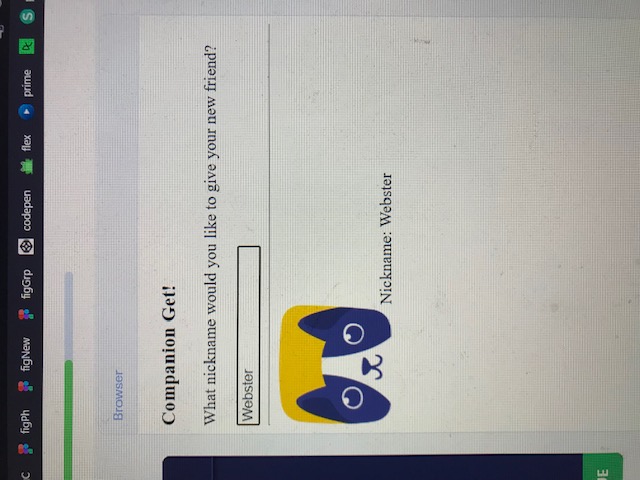 C figPh figNew figGrp codepen flex prime DC S
Browser
Companion Get!
What nickname would you like to give your new friend?
Webster
Nickname: Webster
UE